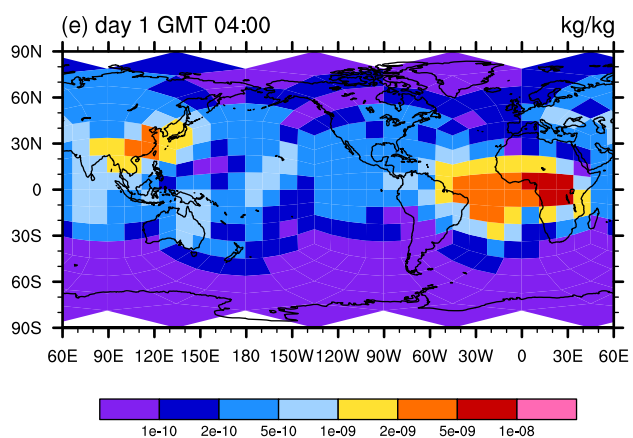 (e) day 1 GMT 04:00 kg/kg
90N
60N
30N
0
30S
60S
90S
60E 90E 120E 150E 180 150W 120W 90W 60W 30W 0 30E 60E
1e-10 2e-10 5e-10 1e-09 2e-09 5e-09 1e-08